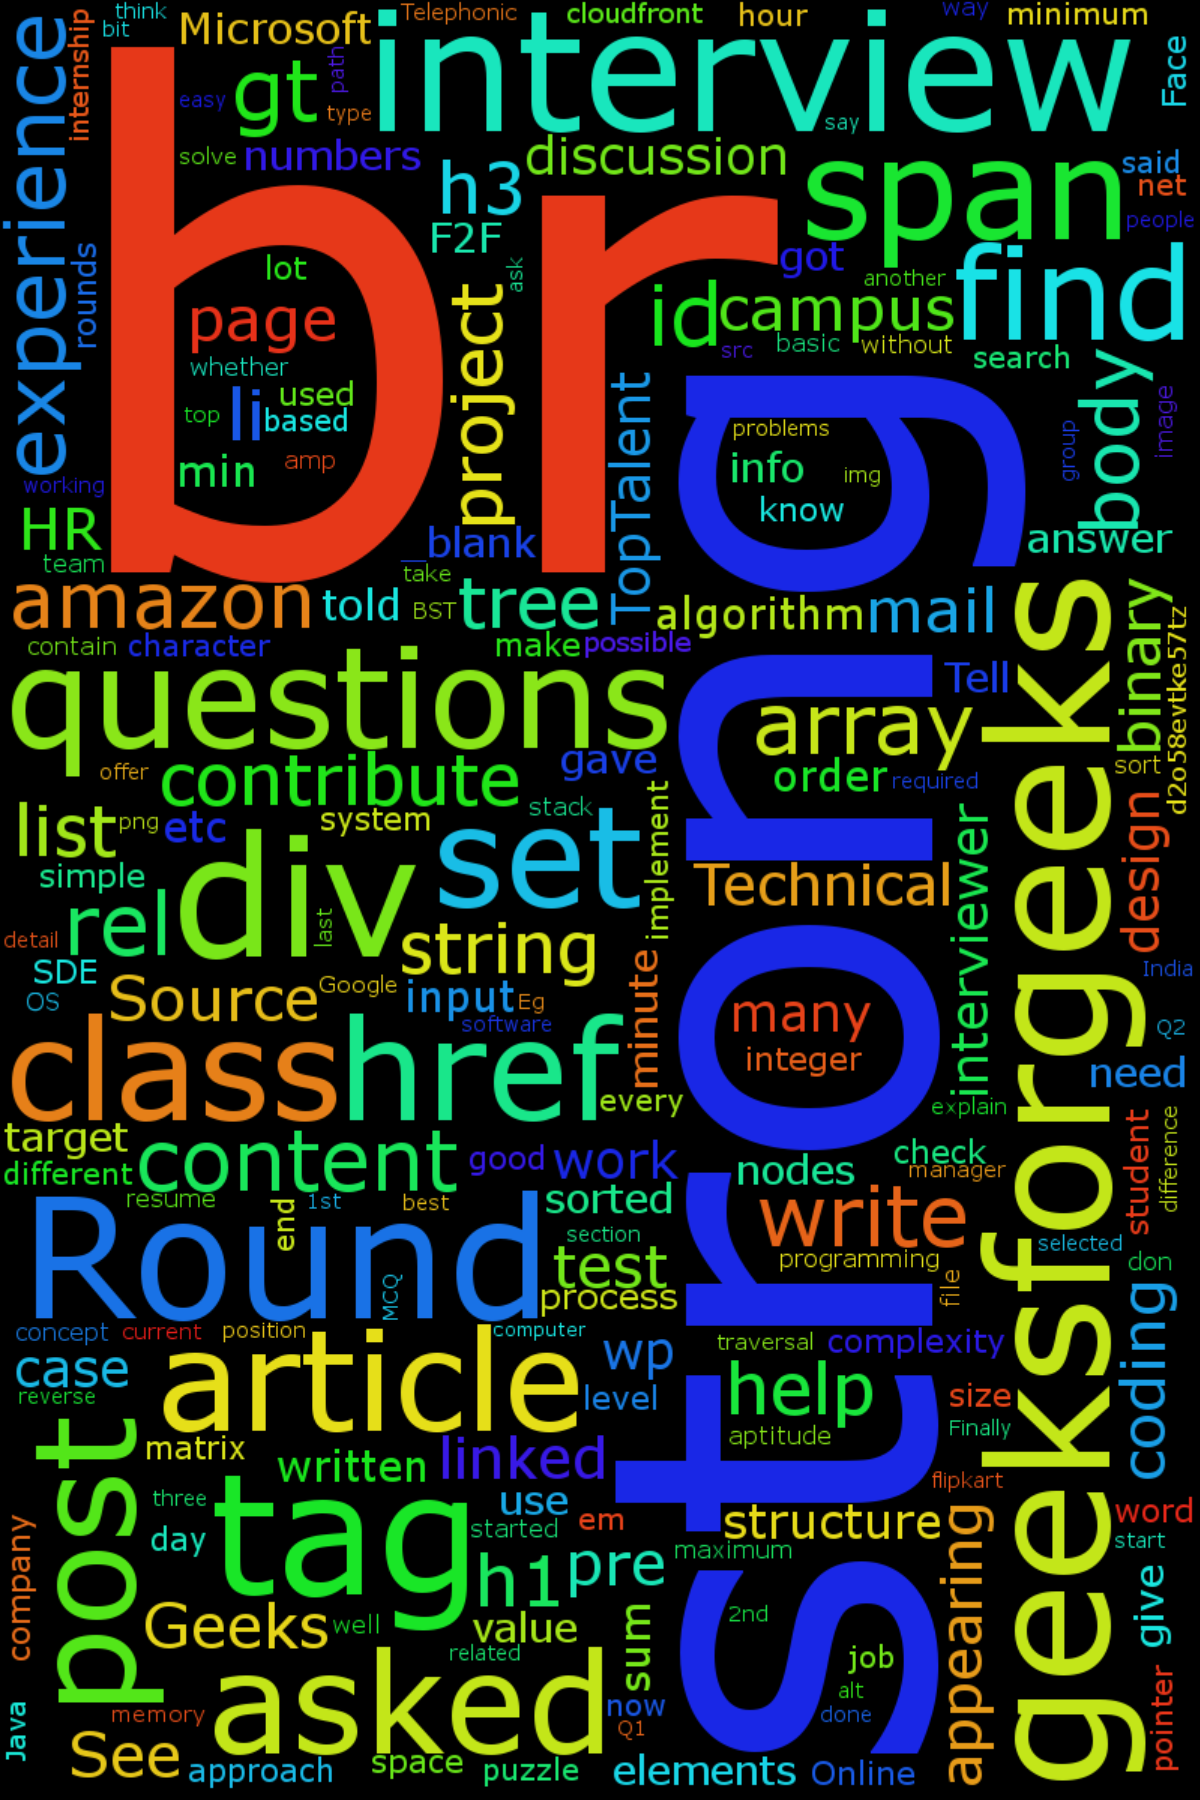 think
bit
Microsoft
Telephonic
cloudfront
hour
way
minimum
experience
internship
easy
gt
path
type
interview
say
Face
solve
numbers
h3
discussion
span
said
net
people
F2F
rounds
lot
br
ask
got
another
find
page
project
id
campus
src
basic
without
search
whether
li
used
top
based
TopTalent
body
image
problems
group
min
amp
info
img
working
know
HR
_blank
answer
team
take
amazon
told
BST
tree
algorithm
mail
contain
character
make
possible
binary
d2o58evtke57tz
questions
Tell
array
offer
contribute
gave
order
required
sort
list
png
etc
system
stack
set
implement
simple
rel
div
last
Technical
interviewer
design
detail
string
SDE
OS
Source
Google
input
Eg
minute
many
integer
India
software
Q2
class
href
every
need
explain
target
different
content
good
work
nodes
check
manager
student
difference
resume
end
1st
best
sorted
write
Round
MCQ
section
test
process
programming
file
selected
don
concept
current
position
computer
case
article
wp
traversal
complexity
coding
reverse
level
help
size
Finally
aptitude
matrix
written
linked
strong
geeksforgeeks
flipkart
post
three
tag
use
em
structure
word
day
started
start
company
h1
pre
maximum
appearing
give
Geeks
well
value
sum
2nd
related
asked
job
alt
Java
memory
now
Q1
done
pointer
See
approach
space
puzzle
elements
Online